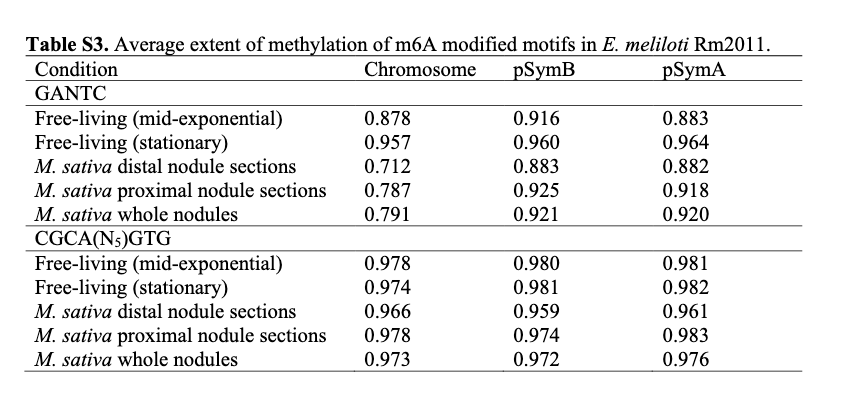 Table S3. Average extent of methylation of m6A modified motifs in E. meliloti Rm2011.
Condition Chromosome pSymB pSymA
GANTC
Free-living (mid-exponential) 0.878 0.916 0.883
Free-living (stationary) 0.957 0.960 0.964
M. sativa distal nodule sections 0.712 0.883 0.882
M. sativa proximal nodule sections 0.787 0.925 0.918
M. sativa whole nodules 0.791 0.921 0.920
CGCA(N₅)GTG
Free-living (mid-exponential) 0.978 0.980 0.981
Free-living (stationary) 0.974 0.981 0.982
M. sativa distal nodule sections 0.966 0.959 0.961
M. sativa proximal nodule sections 0.978 0.974 0.983
M. sativa whole nodules 0.973 0.972 0.976